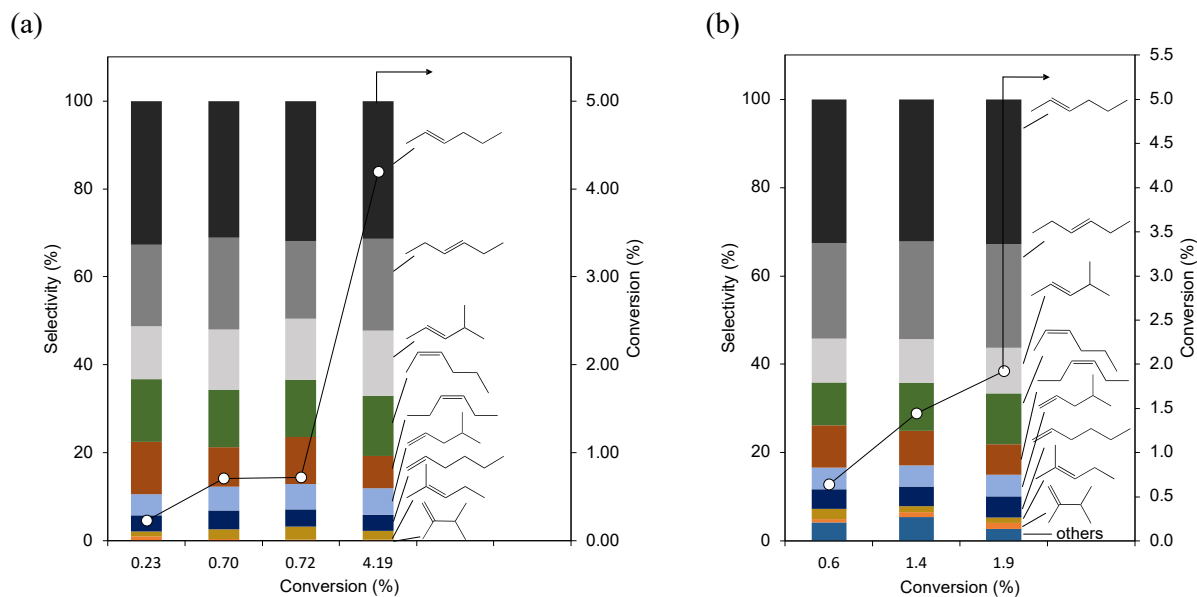 (a)
(b)
100
80
60
40
20
0
Selectivity (%)
5.00
4.00
3.00
2.00
1.00
0.00
Conversion (%)
0.23 0.70 0.72 4.19
Conversion (%)
100
80
60
40
20
0
Selectivity (%)
5.5
5.0
4.5
4.0
3.5
3.0
2.5
2.0
1.5
1.0
0.5
0.0
Conversion (%)
others
0.6 1.4 1.9
Conversion (%)